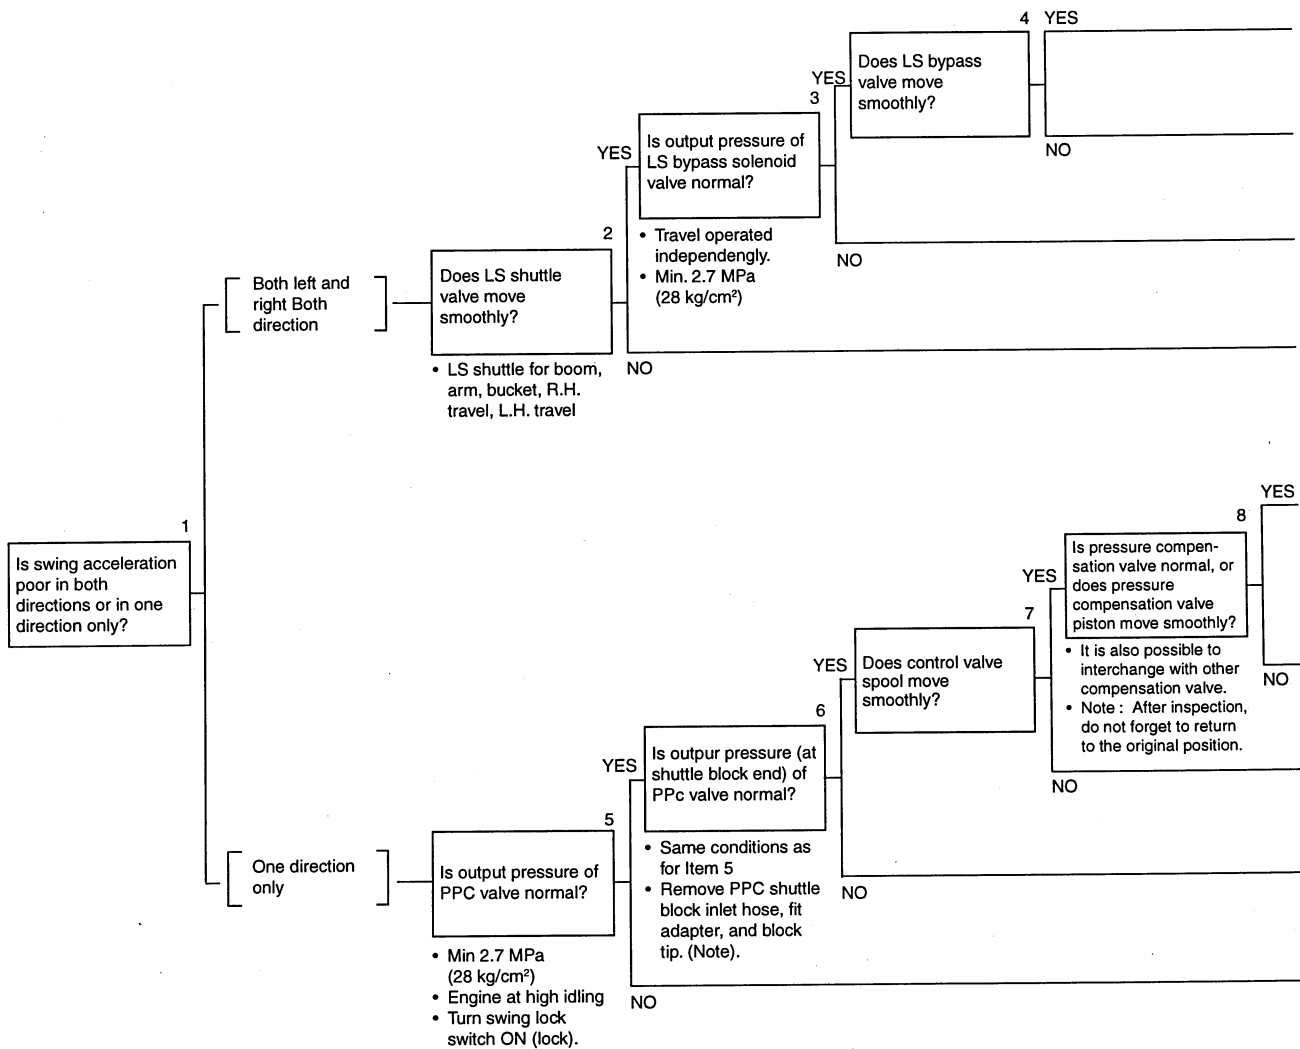 4 YES
Does LS bypass
valve move
smoothly?
YES
3
NO
Is output pressure of
LS bypass solenoid
valve normal?
YES
2
• Travel operated
independengly.
• Min. 2.7 MPa
(28 kg/cm²)
NO
Both left and
right Both
direction
Does LS shuttle
valve move
smoothly?
• LS shuttle for boom,
arm, bucket, R.H.
travel, L.H. travel
NO
1
Is swing acceleration
poor in both
directions or in one
direction only?
YES
8
Is pressure compen-
sation valve normal, or
does pressure
compensation valve
piston move smoothly?
YES
7
• It is also possible to
interchange with other
compensation valve.
• Note : After inspection,
do not forget to return
to the original position.
NO
Does control valve
spool move
smoothly?
YES
6
NO
Is outpur pressure (at
shuttle block end) of
PPc valve normal?
YES
5
• Same conditions as
for Item 5
• Remove PPC shuttle
block inlet hose, fit
adapter, and block
tip. (Note).
NO
One direction
only
Is output pressure of
PPC valve normal?
• Min 2.7 MPa
(28 kg/cm²)
• Engine at high idling
• Turn swing lock
switch ON (lock).
NO